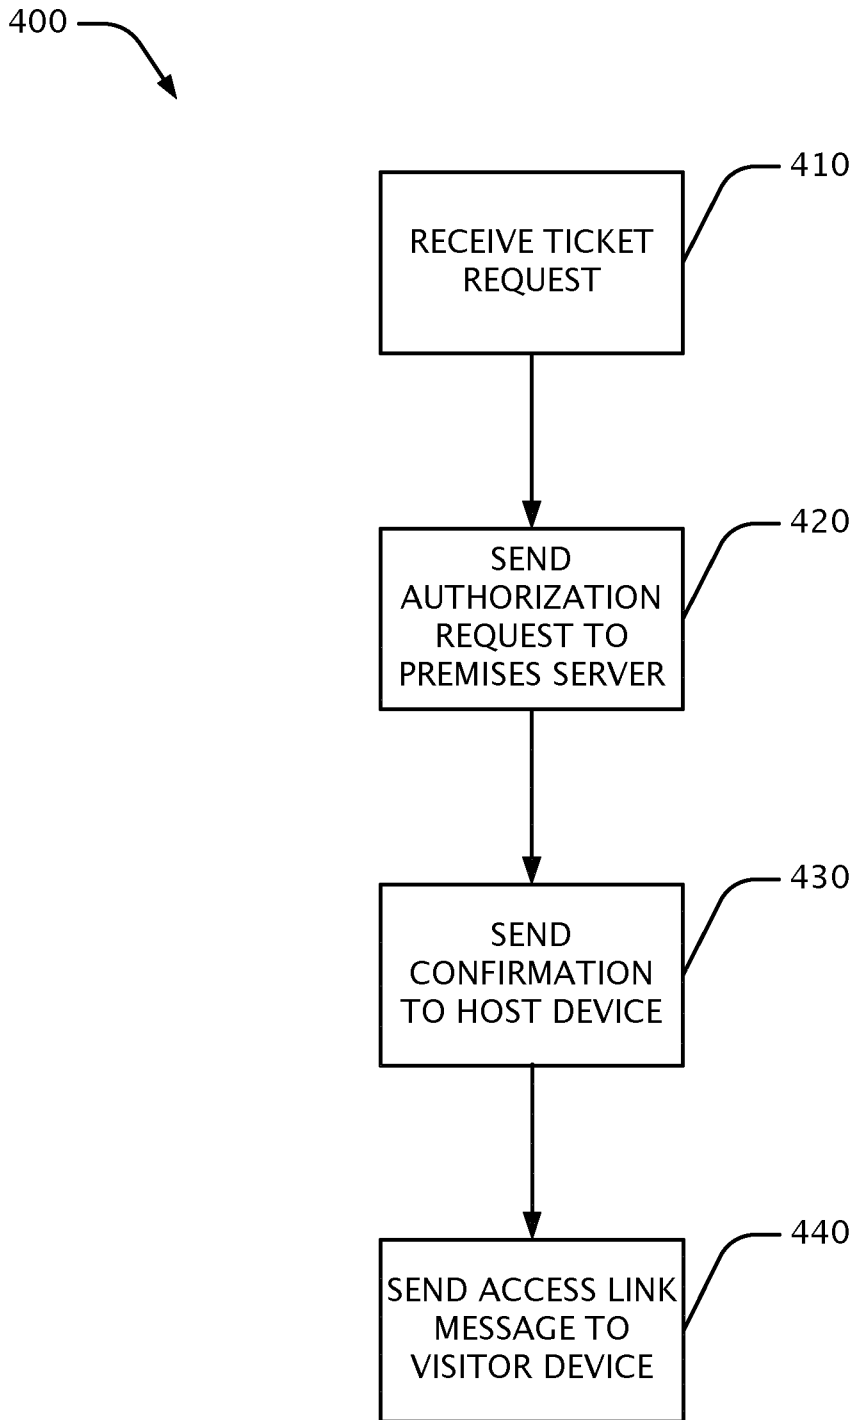 400
410
RECEIVE TICKET
REQUEST
420
SEND
AUTHORIZATION
REQUEST TO
PREMISES SERVER
430
SEND
CONFIRMATION
TO HOST DEVICE
440
SEND ACCESS LINK
MESSAGE TO
VISITOR DEVICE